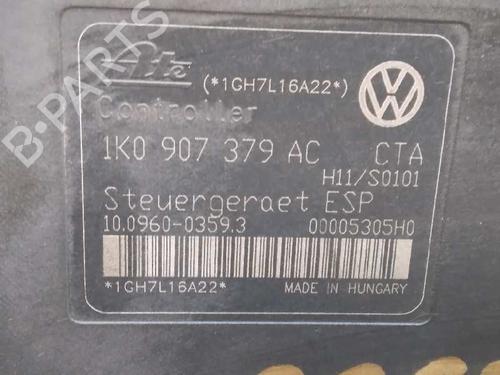 Ate (*1GH7L16A22*)
Controller
1K0 907 379 AC CTA
H11/S0101
Steuergeraet ESP
10.0960-0359.3 00005305H0
*1GH7L16A22* MADE IN HUNGARY
B-PARTS